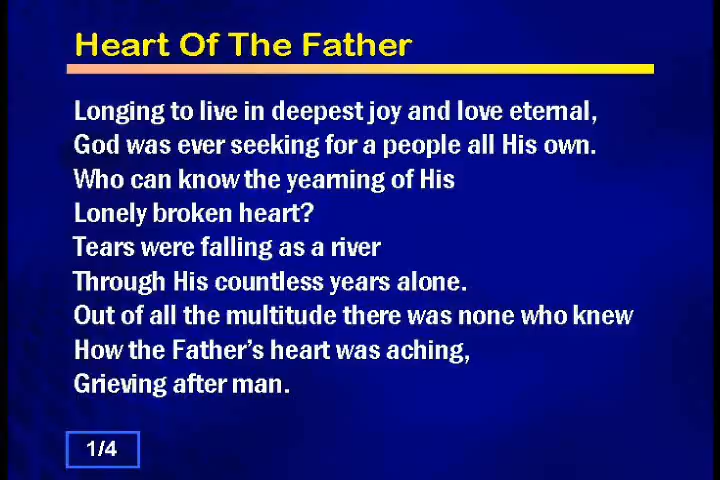 Heart Of The Father
Longing to live in deepest joy and love eternal,
God was ever seeking for a people all His own.
Who can know the yearning of His
Lonely broken heart?
Tears were falling as a river
Through His countless years alone.
Out of all the multitude there was none who knew
How the Father's heart was aching,
Grieving after man.
1/4